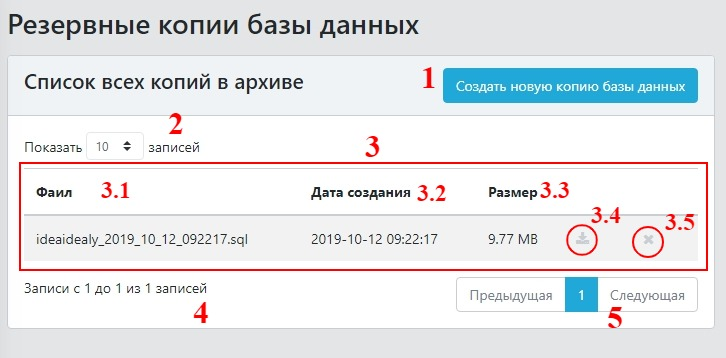 Резервные копии базы данных
Список всех копий в архиве 1 Создать новую копию базы данных
2
Показать 10 записей 3
Фаил 3.1 Дата создания 3.2 Размер 3.3
3.4 3.5
ideaidealy_2019_10_12_092217.sql 2019-10-12 09:22:17 9.77 MB
Записи с 1 до 1 из 1 записей Предыдущая 1 Следующая
4 5